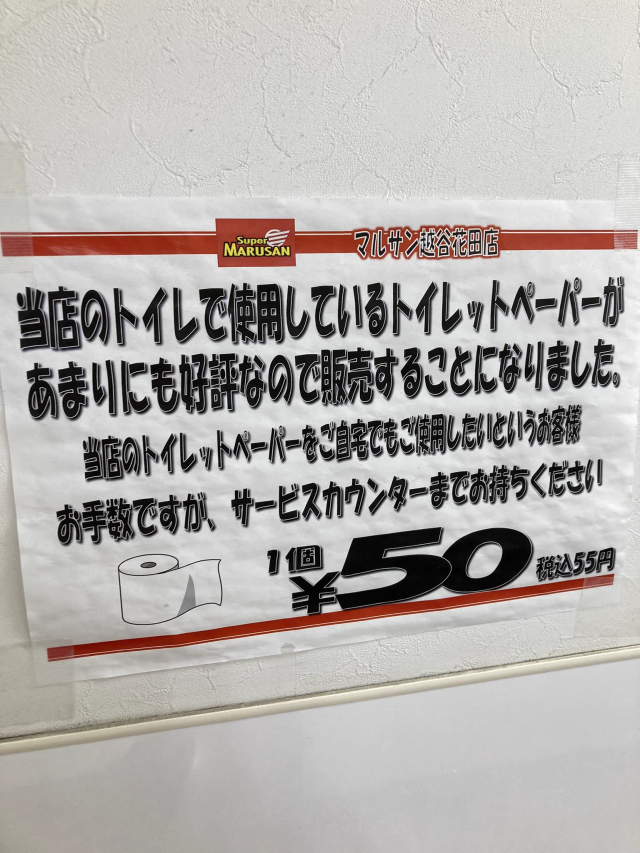 Super
MARUSAN
マルサン越谷花田店
当店のトイレで使用しているトイレットペーパーが
あまりにも好評なので販売することになりました。
当店のトイレットペーパーをご自宅でもご使用したいというお客様
お手数ですが、サービスカウンターまでお持ちください
1個
¥50 税込55円